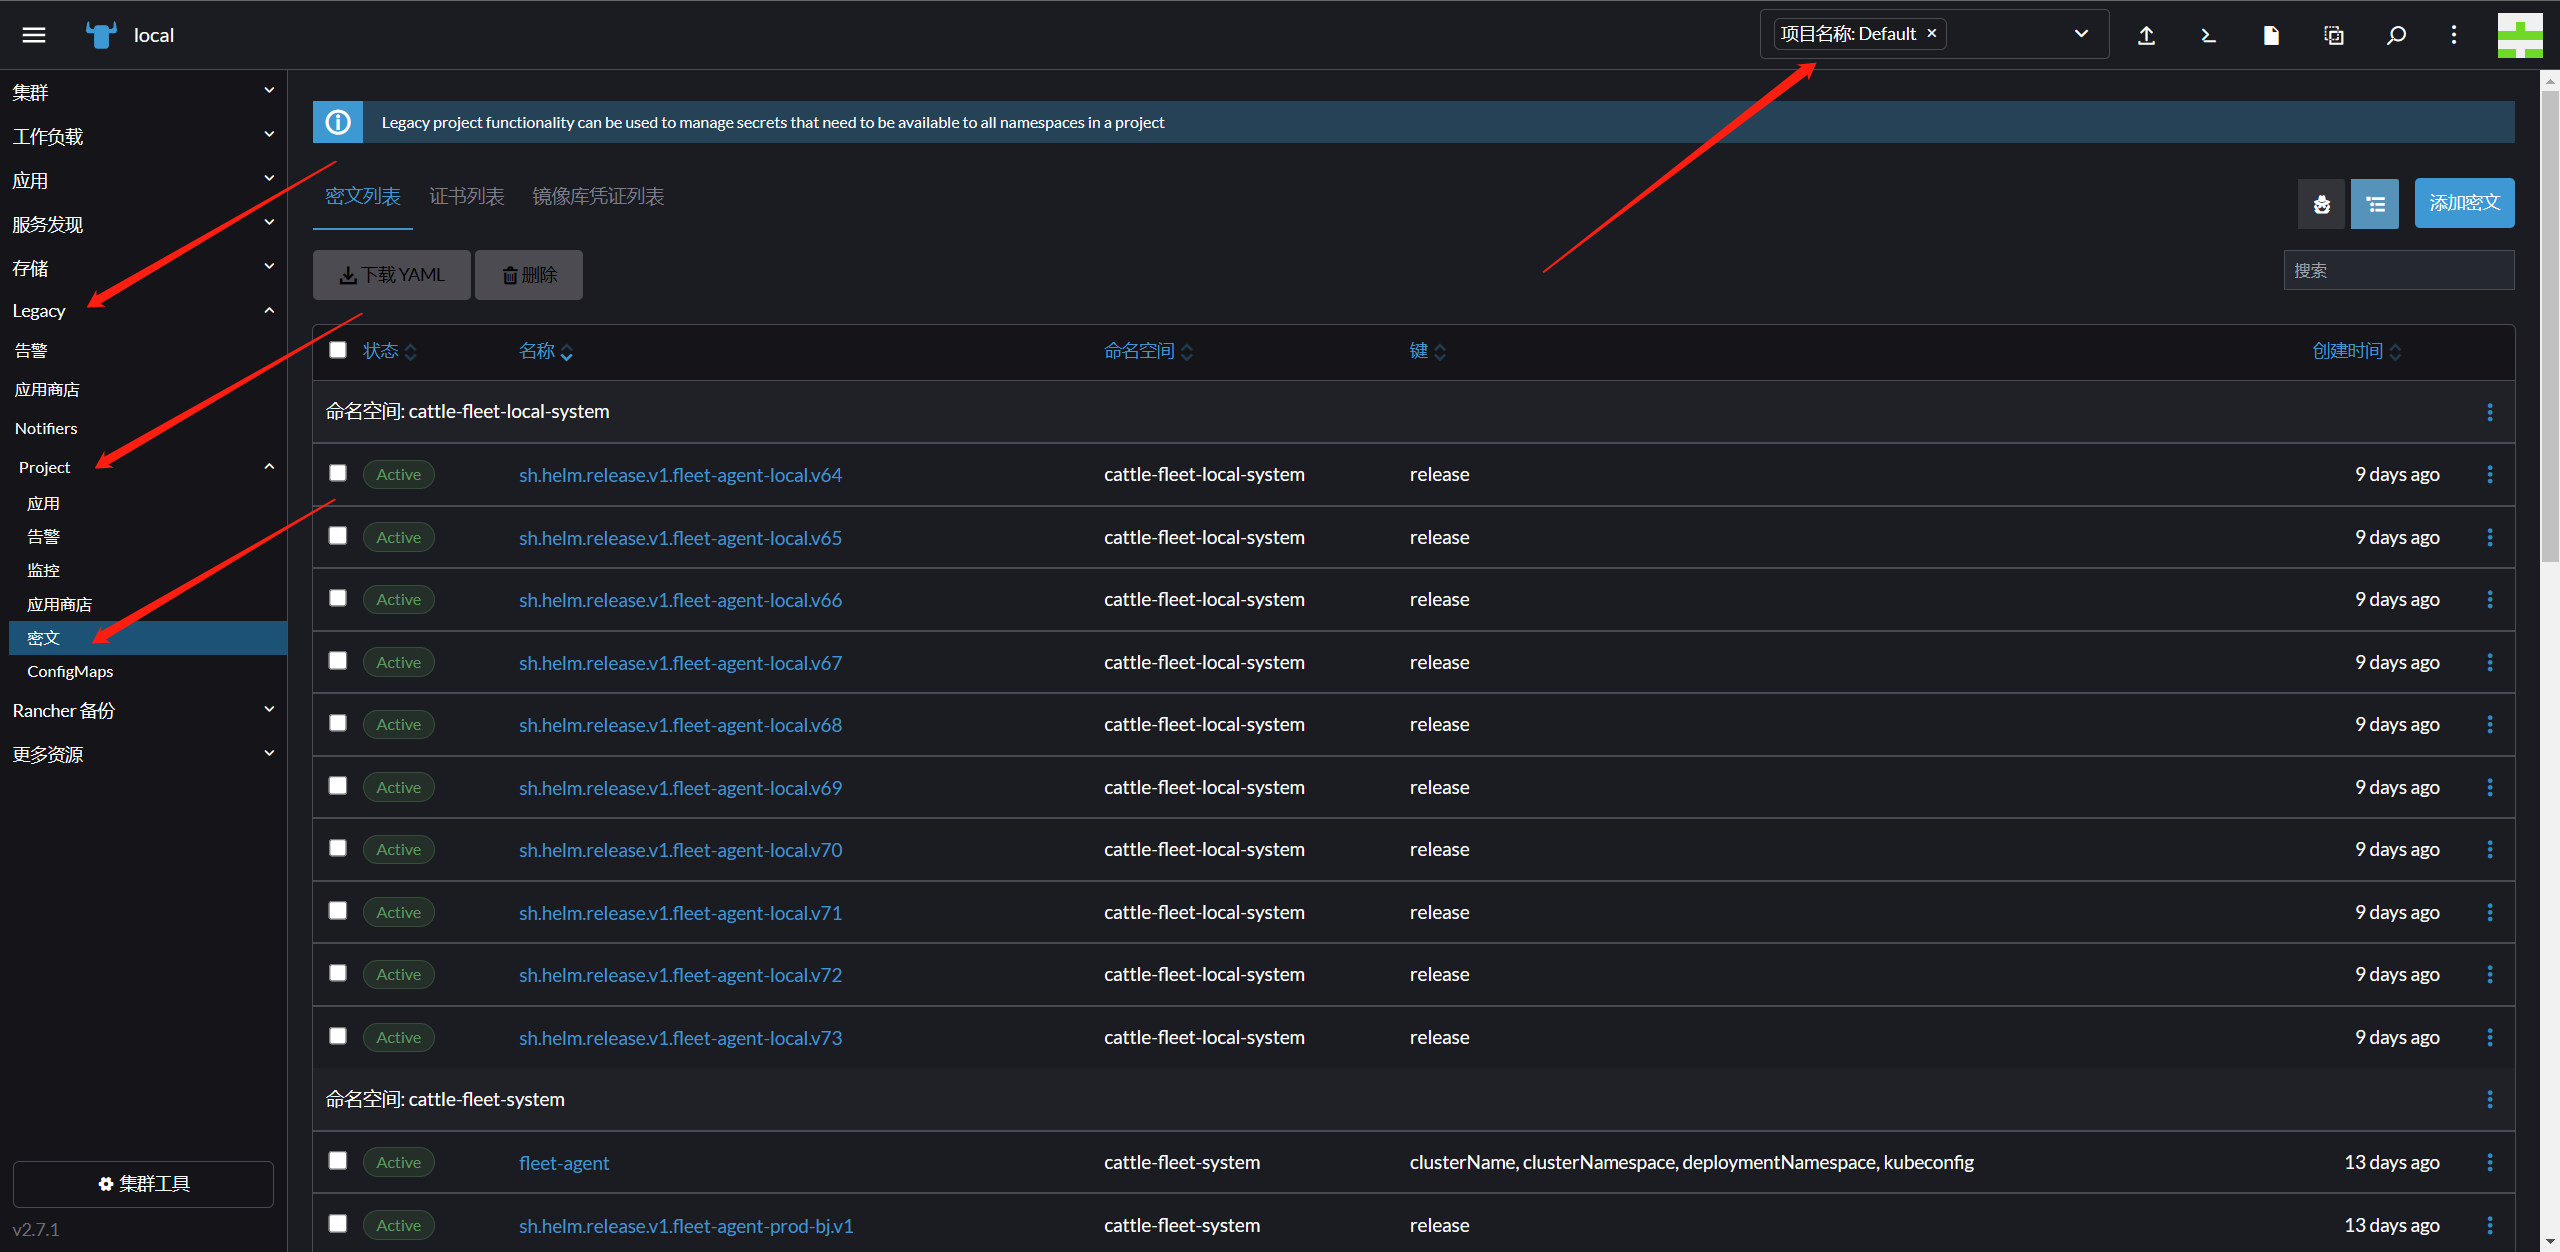 local
项目名称: Default ×
集群
工作负载
应用
服务发现
存储
Legacy
告警
应用商店
Notifiers
Project
应用
告警
监控
应用商店
密文
ConfigMaps
Rancher 备份
更多资源
集群工具
v2.7.1
Legacy project functionality can be used to manage secrets that need to be available to all namespaces in a project
密文列表 证书列表 镜像库凭证列表
添加密文
下载 YAML 删除
搜索
状态 名称 命名空间 键 创建时间
命名空间: cattle-fleet-local-system
Active sh.helm.release.v1.fleet-agent-local.v64 cattle-fleet-local-system release 9 days ago
Active sh.helm.release.v1.fleet-agent-local.v65 cattle-fleet-local-system release 9 days ago
Active sh.helm.release.v1.fleet-agent-local.v66 cattle-fleet-local-system release 9 days ago
Active sh.helm.release.v1.fleet-agent-local.v67 cattle-fleet-local-system release 9 days ago
Active sh.helm.release.v1.fleet-agent-local.v68 cattle-fleet-local-system release 9 days ago
Active sh.helm.release.v1.fleet-agent-local.v69 cattle-fleet-local-system release 9 days ago
Active sh.helm.release.v1.fleet-agent-local.v70 cattle-fleet-local-system release 9 days ago
Active sh.helm.release.v1.fleet-agent-local.v71 cattle-fleet-local-system release 9 days ago
Active sh.helm.release.v1.fleet-agent-local.v72 cattle-fleet-local-system release 9 days ago
Active sh.helm.release.v1.fleet-agent-local.v73 cattle-fleet-local-system release 9 days ago
命名空间: cattle-fleet-system
Active fleet-agent cattle-fleet-system clusterName, clusterNamespace, deploymentNamespace, kubeconfig 13 days ago
Active sh.helm.release.v1.fleet-agent-prod-bj.v1 cattle-fleet-system release 13 days ago